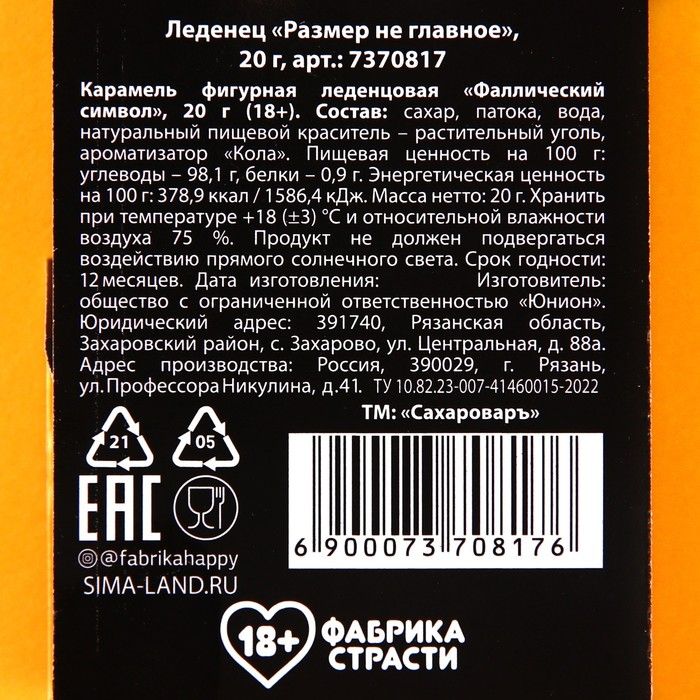 Леденец «Размер не главное»,
20 г, арт.: 7370817
Карамель фигурная леденцовая «Фаллический
символ», 20 г (18+). Состав: сахар, патока, вода,
натуральный пищевой краситель – растительный уголь,
ароматизатор «Кола». Пищевая ценность на 100 г:
углеводы – 98,1 г, белки – 0,9 г. Энергетическая ценность
на 100 г: 378,9 ккал / 1586,4 кДж. Масса нетто: 20 г. Хранить
при температуре +18 (±3) °С и относительной влажности
воздуха 75 %. Продукт не должен подвергаться
воздействию прямого солнечного света. Срок годности:
12 месяцев. Дата изготовления: Изготовитель:
общество с ограниченной ответственностью «Юнион».
Юридический адрес: 391740, Рязанская область,
Захаровский район, с. Захарово, ул. Центральная, д. 88а.
Адрес производства: Россия, 390029, г. Рязань,
ул. Профессора Никулина, д.41. ТУ 10.82.23-007-41460015-2022
ТМ: «Сахароваръ»
21 05
EAC
6 900073 708176
@fabrikahappy
SIMA-LAND.RU
18+ ФАБРИКА
СТРАСТИ